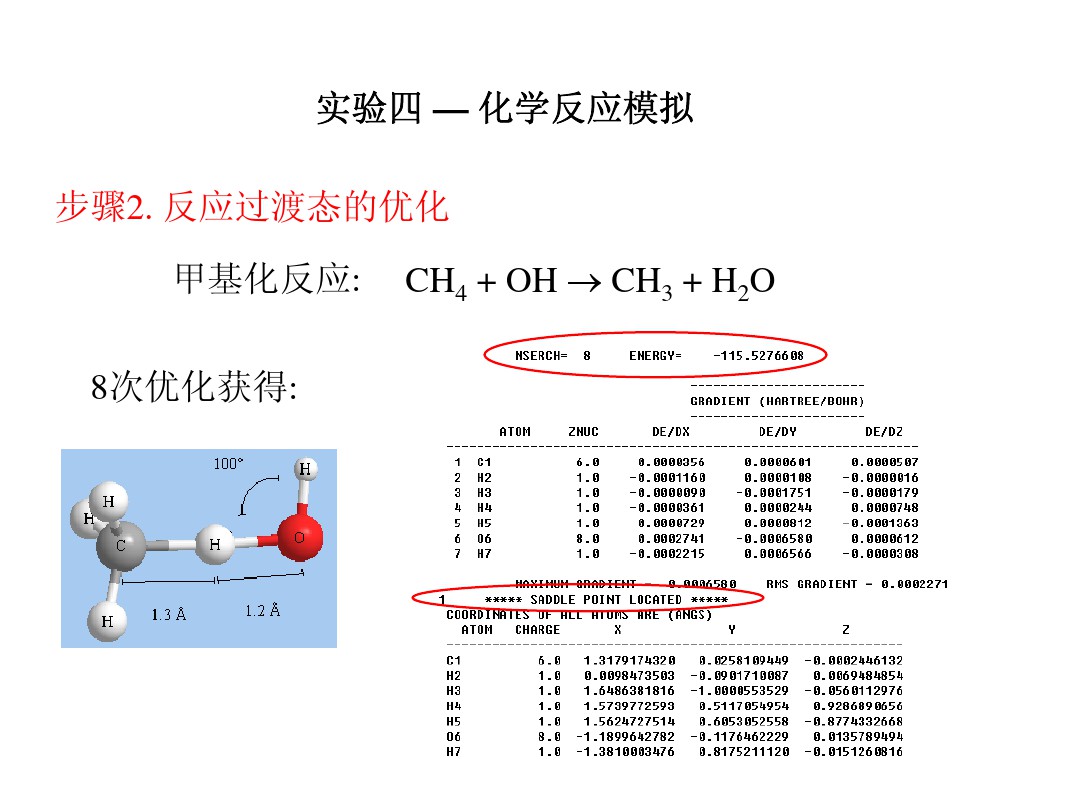 实验四 — 化学反应模拟
步骤2. 反应过渡态的优化
甲基化反应: CH4 + OH → CH3 + H2O
8次优化获得:
100°
H
H
H
C
H
O
H
1.3 Å
1.2 Å
NSERCH= 8 ENERGY= -115.5276608
-----------------------
GRADIENT (HARTREE/BOHR)
-----------------------
ATOM ZNUC DE/DX DE/DY DE/DZ
--------------------------------------------------------------
1 C1 6.0 0.0000356 0.0000601 0.0000507
2 H2 1.0 -0.0001160 0.0000108 -0.0000016
3 H3 1.0 -0.0000090 -0.0001751 -0.0000179
4 H4 1.0 -0.0000361 0.0000244 0.0000748
5 H5 1.0 0.0000729 0.0000812 -0.0001363
6 O6 8.0 0.0002741 -0.0006580 0.0000612
7 H7 1.0 -0.0002215 0.0006566 -0.0000308
MAXIMUM GRADIENT = 0.0006580 RMS GRADIENT = 0.0002271
1 ***** SADDLE POINT LOCATED *****
COORDINATES OF ALL ATOMS ARE (ANGS)
ATOM CHARGE X Y Z
------------------------------------------------------------
C1 6.0 1.3179174320 0.0258109449 -0.0002446132
H2 1.0 0.0098473503 -0.0901710087 0.0069484854
H3 1.0 1.6486381816 -1.0000553529 -0.0560112976
H4 1.0 1.5739772593 0.5117054954 0.9286890656
H5 1.0 1.5624727514 0.6053052558 -0.8774332668
O6 8.0 -1.1899642782 -0.1176462229 0.0135789494
H7 1.0 -1.3810003476 0.8175211120 -0.0151260816